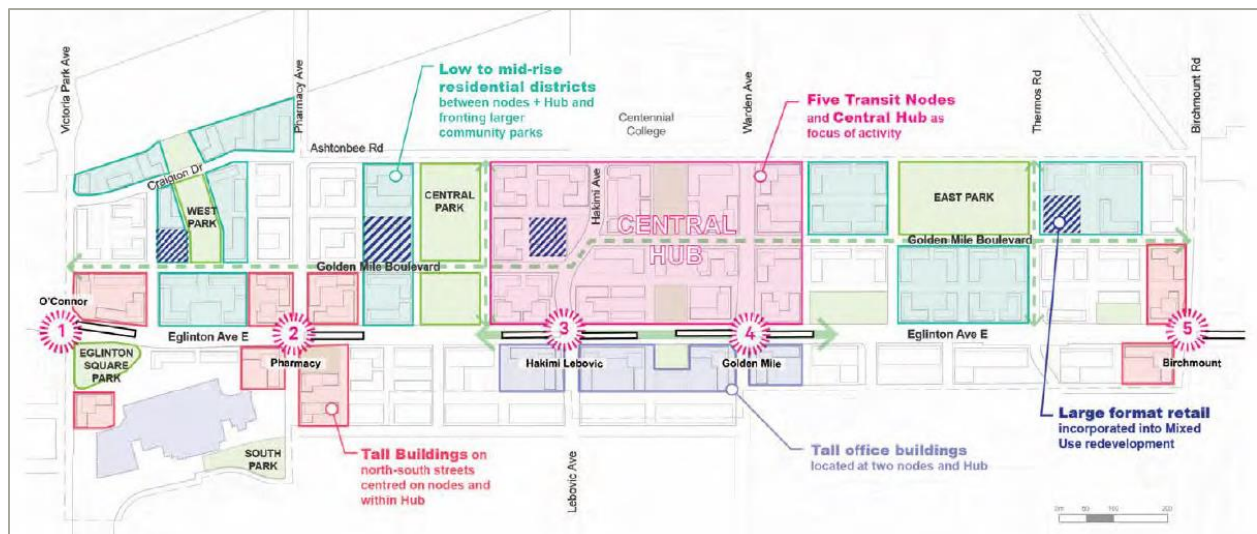 Victoria Park Ave
Pharmacy Ave
Low to mid-rise
residential districts
between nodes + Hub and
fronting larger
community parks
Centennial
College
Warden Ave
Five Transit Nodes
and Central Hub as
focus of activity
Thermos Rd
Birchmount Rd
Ashtonbee Rd
Craigton Dr
WEST
PARK
CENTRAL
PARK
Hakimi Ave
CENTRAL
HUB
EAST PARK
Golden Mile Boulevard
Golden Mile Boulevard
O'Connor
1
Eglinton Ave E
2
3
4
Eglinton Ave E
5
EGLINTON
SQUARE
PARK
Pharmacy
Hakimi Lebovic
Golden Mile
Birchmount
Large format retail
incorporated into Mixed
Use redevelopment
Tall Buildings on
north-south streets
centred on nodes and
within Hub
Tall office buildings
located at two nodes and Hub
SOUTH
PARK
Lebovic Ave
0m 50 100 200